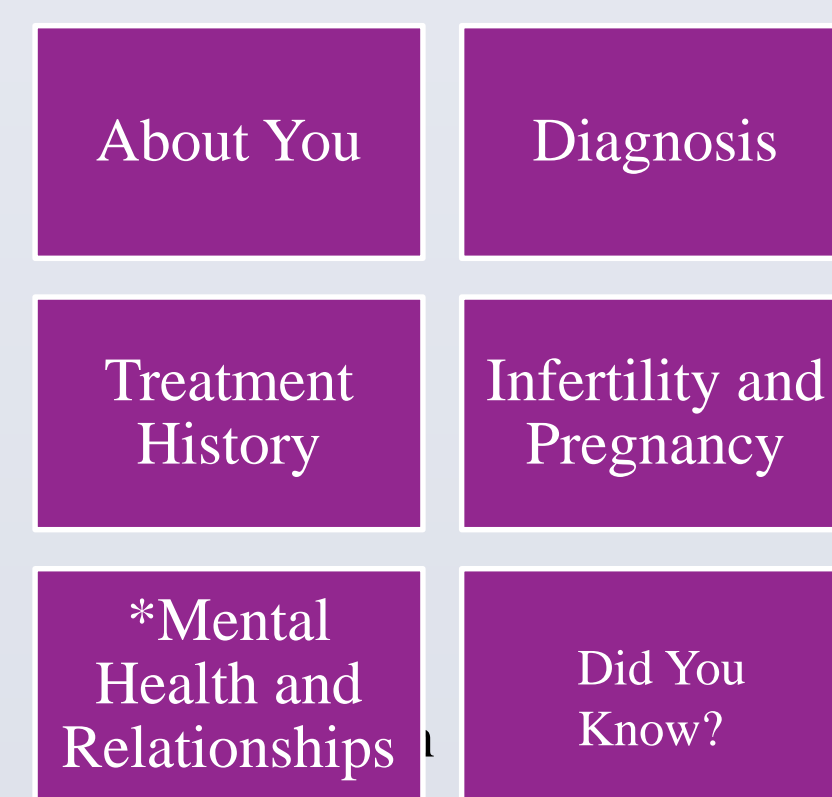 About You
Diagnosis
Treatment
History
Infertility and
Pregnancy
*Mental
Health and
Relationships
Did You
Know?